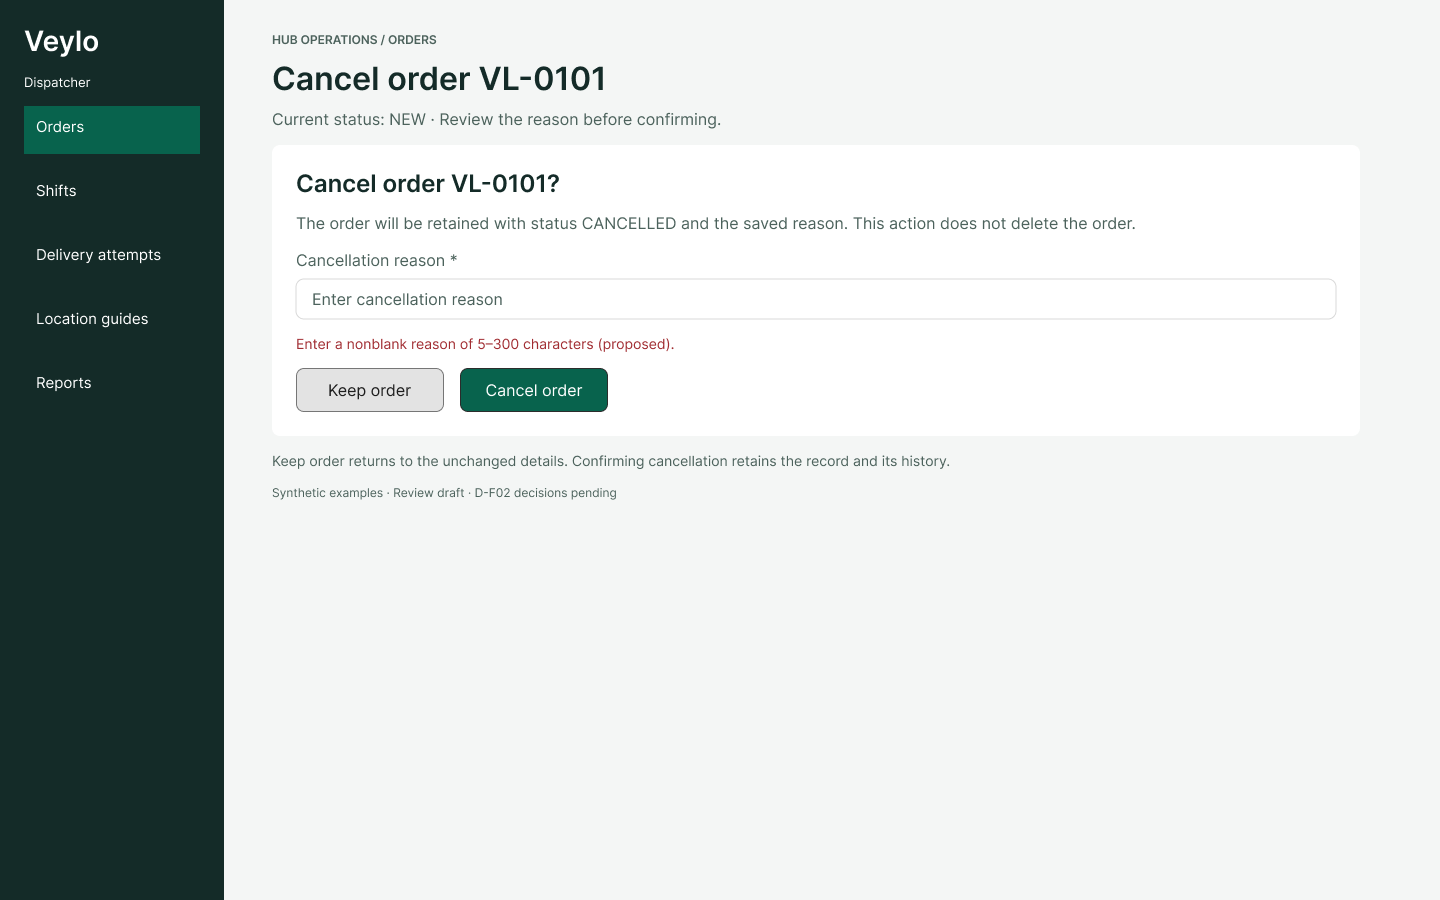 Veylo
Dispatcher
Orders
Shifts
Delivery attempts
Location guides
Reports
HUB OPERATIONS / ORDERS
Cancel order VL-0101
Current status: NEW · Review the reason before confirming.
Cancel order VL-0101?
The order will be retained with status CANCELLED and the saved reason. This action does not delete the order.
Cancellation reason *
Enter cancellation reason
Enter a nonblank reason of 5–300 characters (proposed).
Keep order
Cancel order
Keep order returns to the unchanged details. Confirming cancellation retains the record and its history.
Synthetic examples · Review draft · D-F02 decisions pending